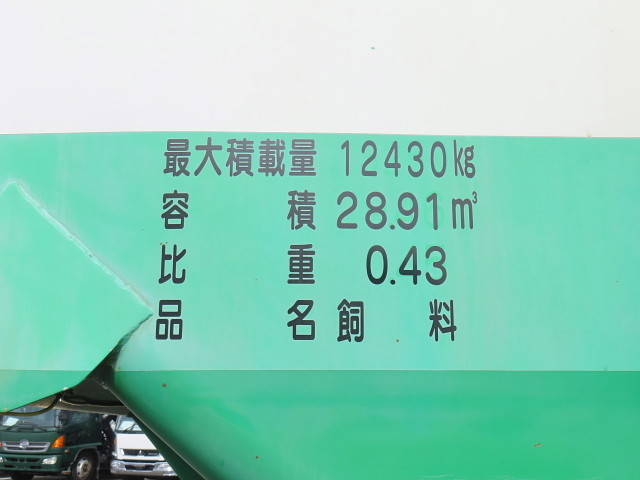 最大積載量 12430kg
容 積 28.91m³
比 重 0.43
品 名 飼 料